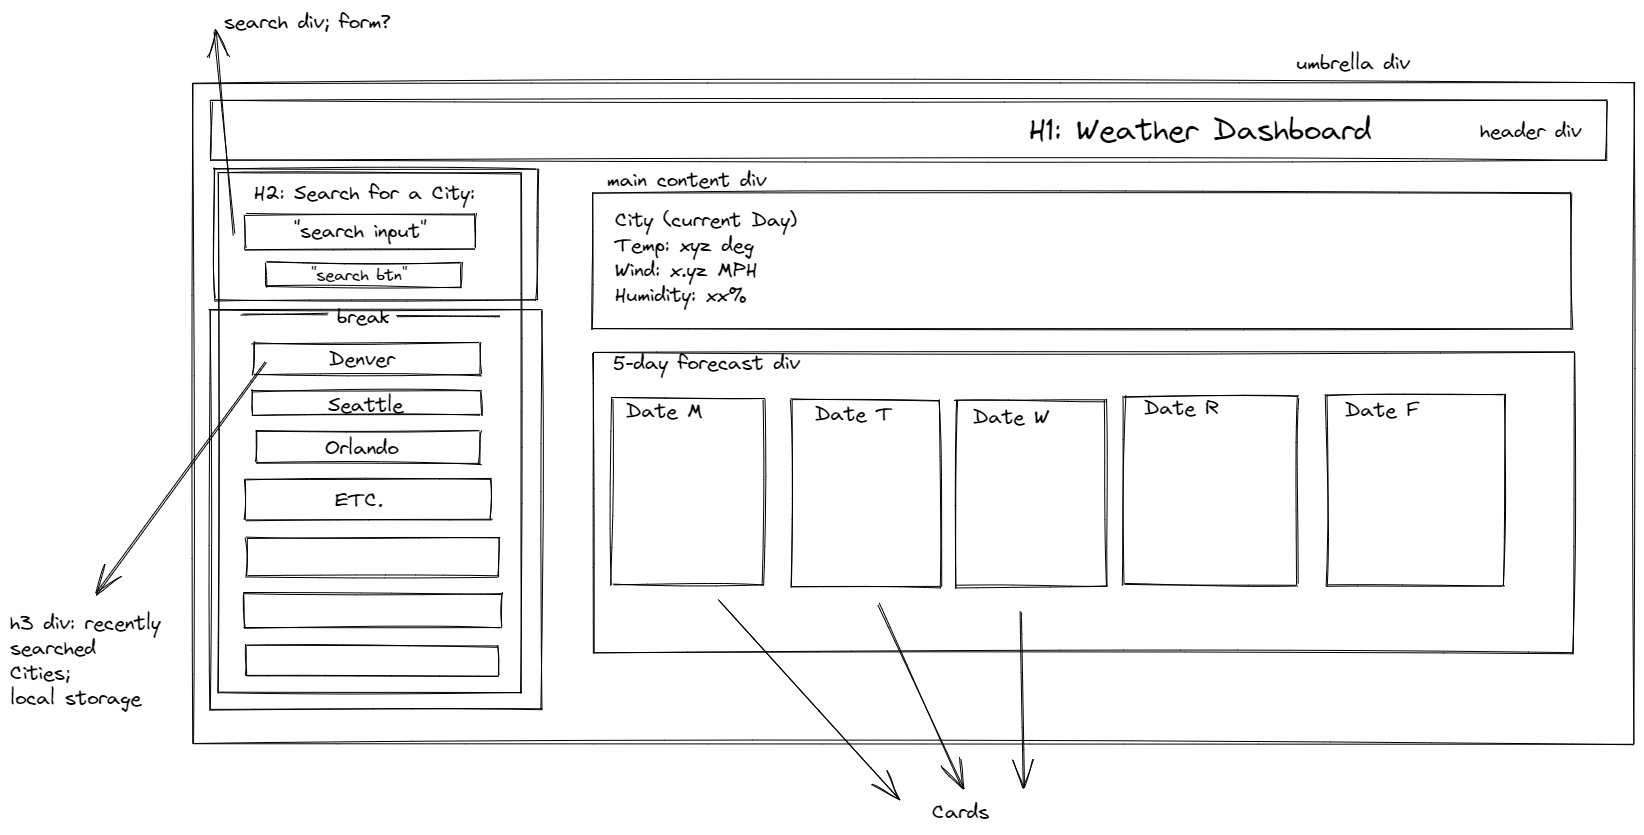 search div; form?
umbrella div
H1: Weather Dashboard
header div
H2: Search for a City:
"search input"
"search btn"
break
Denver
Seattle
Orlando
ETC.
h3 div: recently
searched
Cities;
local storage
main content div
City (current Day)
Temp: xyz deg
Wind: x.yz MPH
Humidity: xx%
5-day forecast div
Date M
Date T
Date W
Date R
Date F
Cards